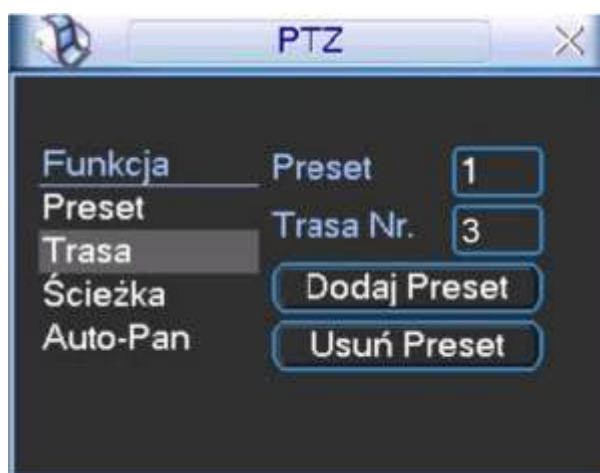 PTZ
Funkcja
Preset 1
Preset
Trasa Nr. 3
Trasa
Dodaj Preset
Ścieżka
Usuń Preset
Auto-Pan